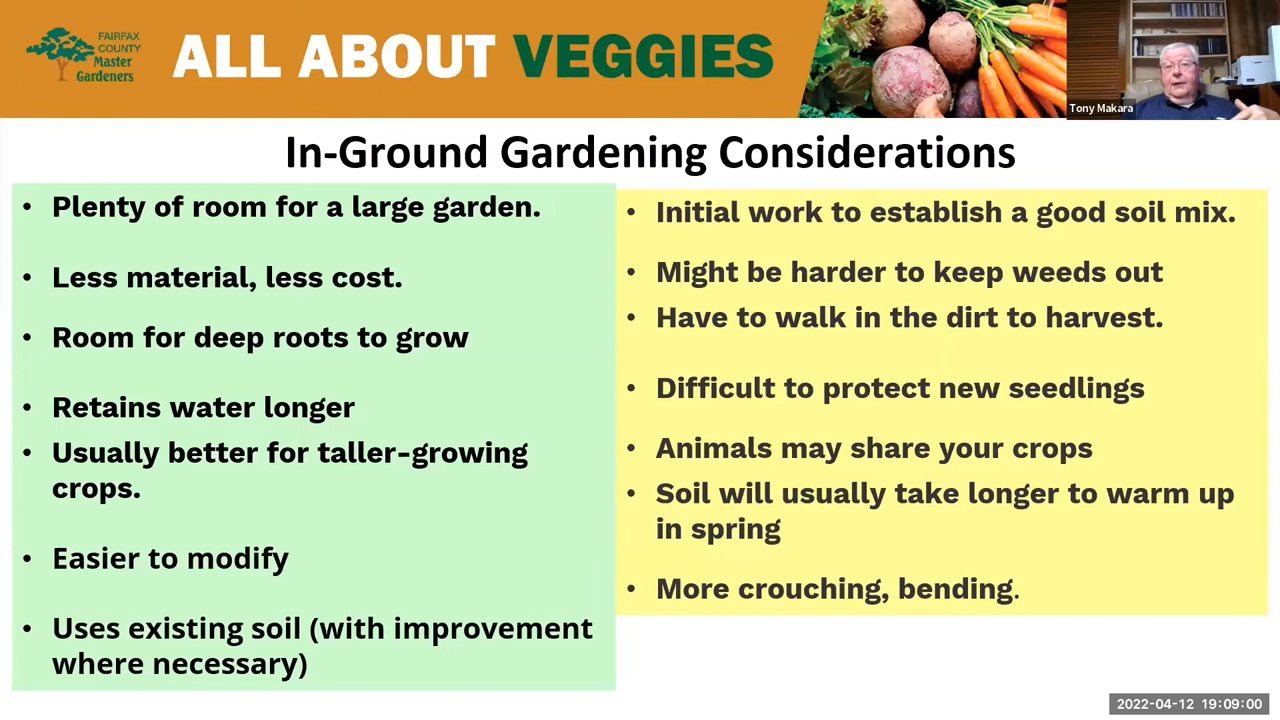 FAIRFAX
COUNTY
Master
Gardeners
ALL ABOUT VEGGIES
Tony Makara
In-Ground Gardening Considerations
• Plenty of room for a large garden.
• Less material, less cost.
• Room for deep roots to grow
• Retains water longer
• Usually better for taller-growing
crops.
• Easier to modify
• Uses existing soil (with improvement
where necessary)
• Initial work to establish a good soil mix.
• Might be harder to keep weeds out
• Have to walk in the dirt to harvest.
• Difficult to protect new seedlings
• Animals may share your crops
• Soil will usually take longer to warm up
in spring
• More crouching, bending.
2022-04-12 19:09:00